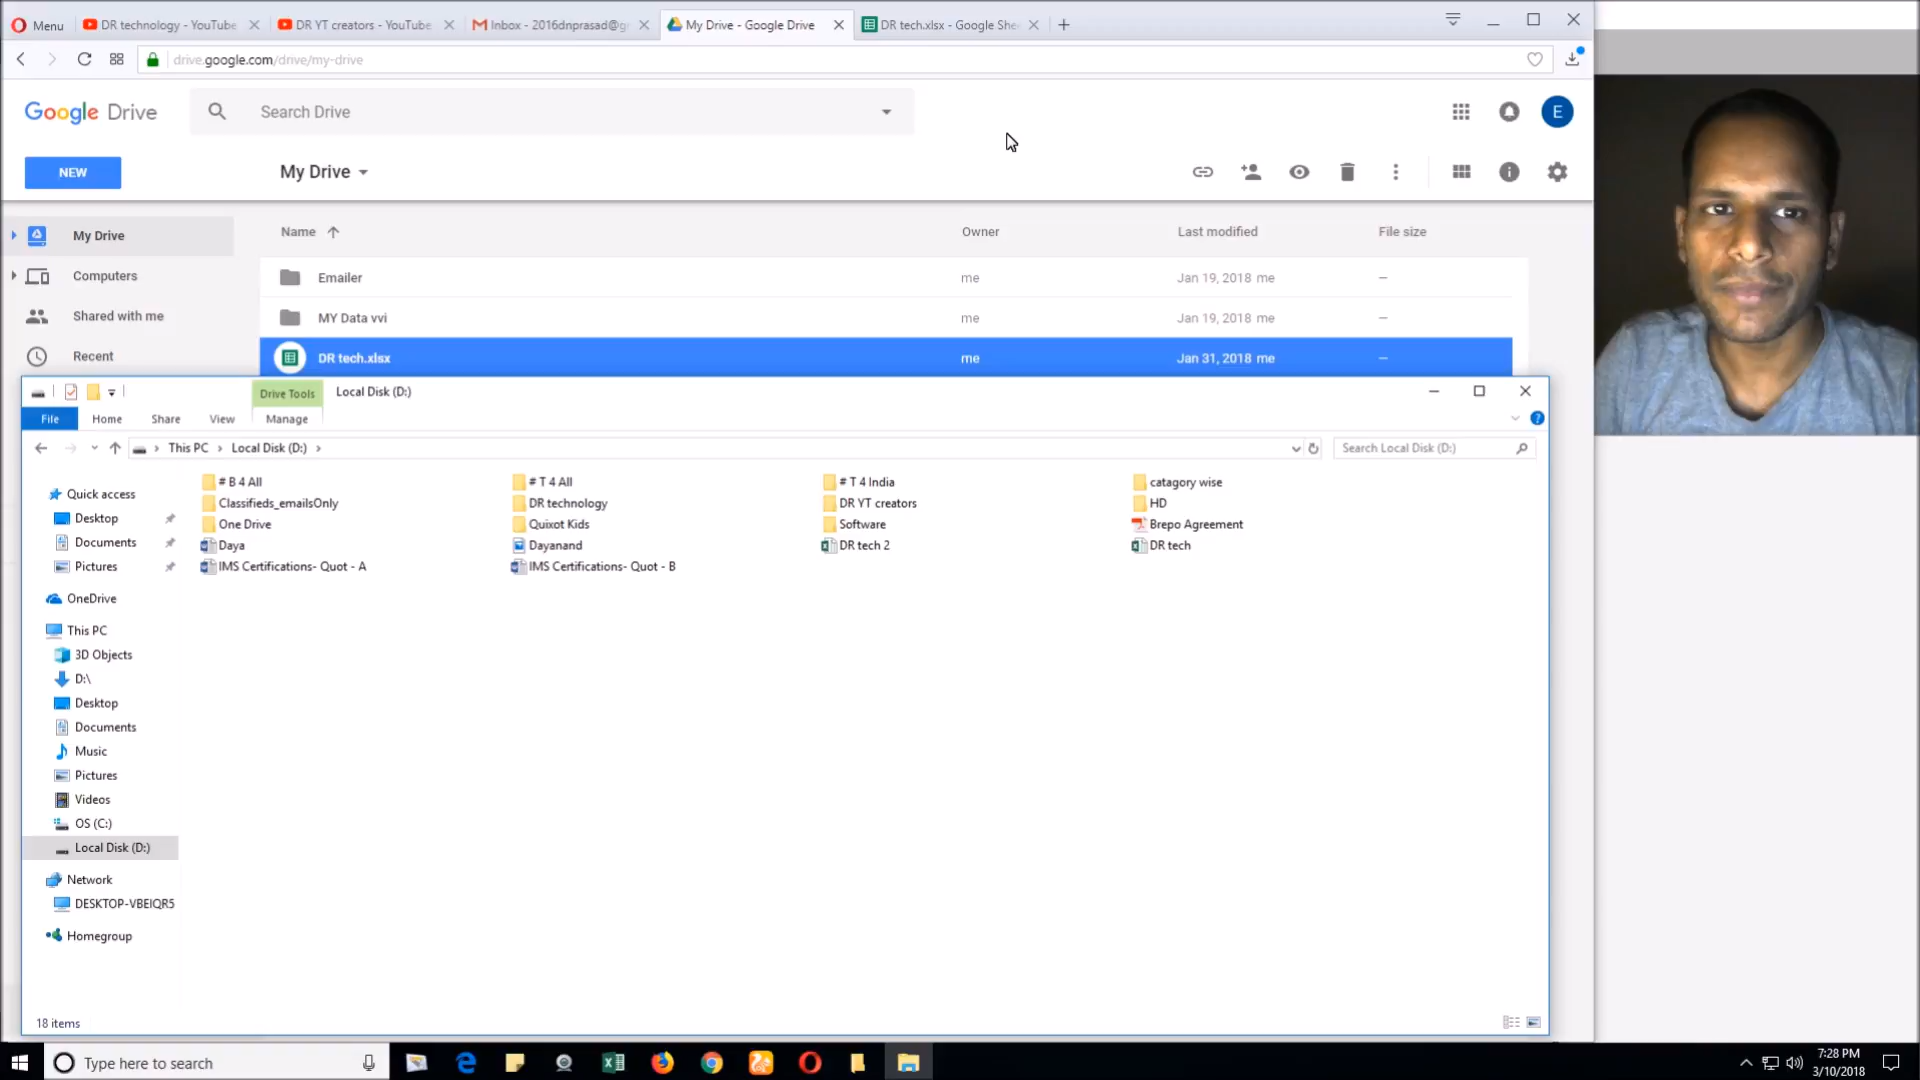 Menu
DR technology - YouTube
DR YT creators - YouTube
Inbox - 2016dnprasad@g
My Drive - Google Drive
DR tech.xlsx - Google She
drive.google.com/drive/my-drive
Google Drive
Search Drive
E
NEW
My Drive
My Drive
Name
Owner
Last modified
File size
Computers
Emailer
me
Jan 19, 2018 me
–
Shared with me
MY Data vvi
me
Jan 19, 2018 me
–
Recent
DR tech.xlsx
me
Jan 31, 2018 me
–
Drive Tools
Local Disk (D:)
File
Home
Share
View
Manage
This PC
Local Disk (D:)
Search Local Disk (D:)
# B 4 All
# T 4 All
# T 4 India
catagory wise
Classifieds_emailsOnly
DR technology
DR YT creators
HD
One Drive
Quixot Kids
Software
Brepo Agreement
Daya
Dayanand
DR tech 2
DR tech
IMS Certifications- Quot - A
IMS Certifications- Quot - B
Quick access
Desktop
Documents
Pictures
OneDrive
This PC
3D Objects
D:\
Desktop
Documents
Music
Pictures
Videos
OS (C:)
Local Disk (D:)
Network
DESKTOP-VBEIQR5
Homegroup
18 items
Type here to search
7:28 PM
3/10/2018